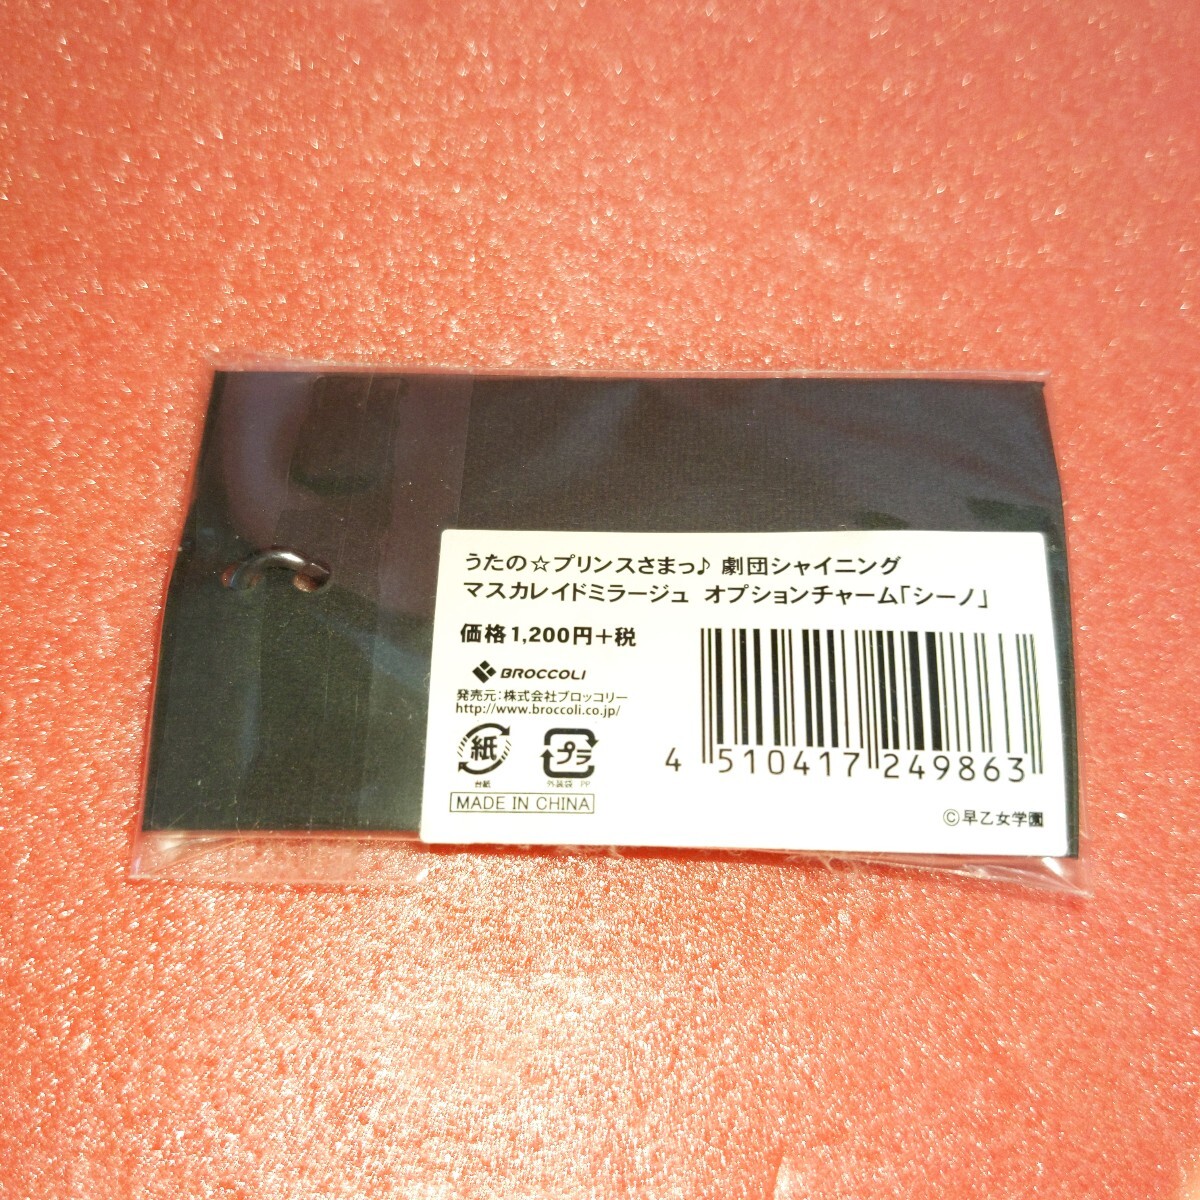 うたの☆プリンスさまっ♪ 劇団シャイニング
マスカレイドミラージュ オプションチャーム「シーノ」
価格1,200円+税
BROCCOLI
発売元:株式会社ブロッコリー
http://www.broccoli.co.jp/
紙 プラ
台紙 外装袋 PP
MADE IN CHINA
4 510417 249863
©早乙女学園